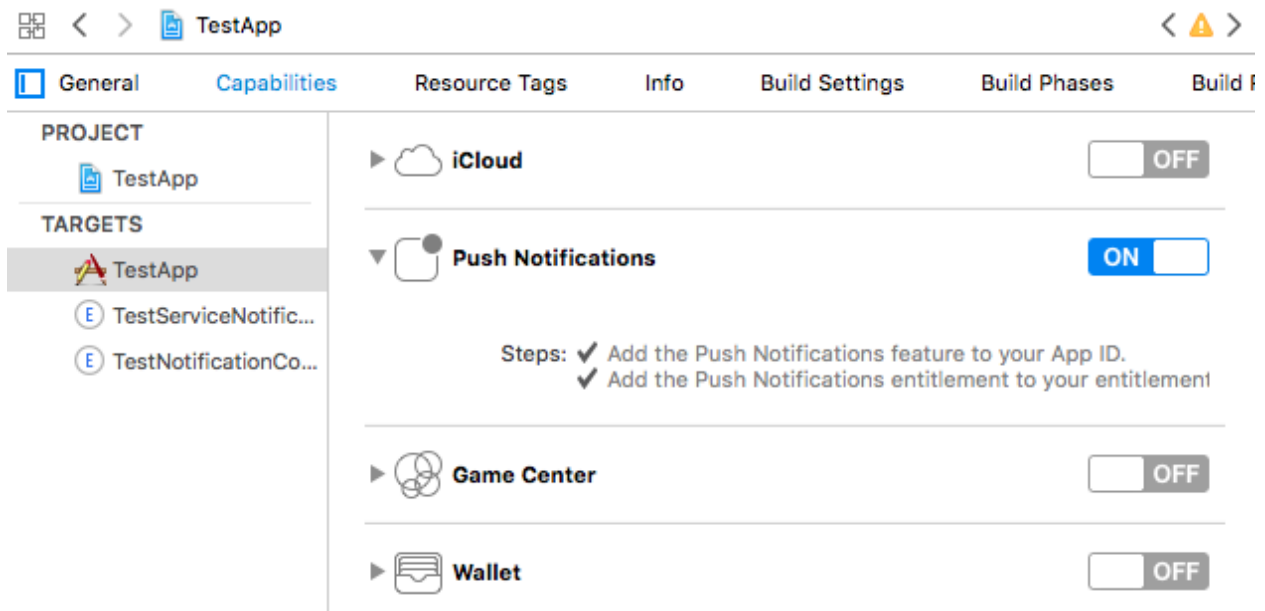 TestApp
General Capabilities Resource Tags Info Build Settings Build Phases Build
PROJECT
TestApp
TARGETS
TestApp
TestServiceNotific...
TestNotificationCo...
iCloud OFF
Push Notifications ON
Steps: ✓ Add the Push Notifications feature to your App ID.
✓ Add the Push Notifications entitlement to your entitlement
Game Center OFF
Wallet OFF